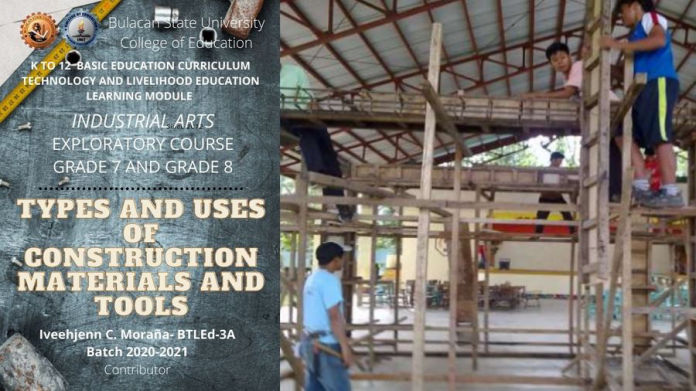 Bulacan State University
College of Education
K TO 12 BASIC EDUCATION CURRICULUM
TECHNOLOGY AND LIVELIHOOD EDUCATION
LEARNING MODULE
INDUSTRIAL ARTS
EXPLORATORY COURSE
GRADE 7 AND GRADE 8
TYPES AND USES
OF
CONSTRUCTION
MATERIALS AND
TOOLS
Iveehjenn C. Moraña- BTLEd-3A
Batch 2020-2021
Contributor